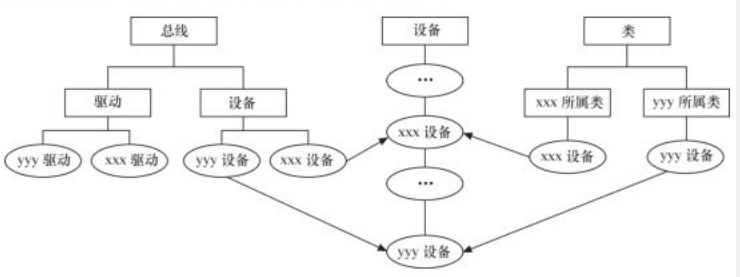 总线
设备
类
···
驱动
设备
xxx 所属类
yyy 所属类
yyy 驱动
xxx 驱动
yyy 设备
xxx 设备
xxx 设备
xxx 设备
yyy 设备
···
yyy 设备